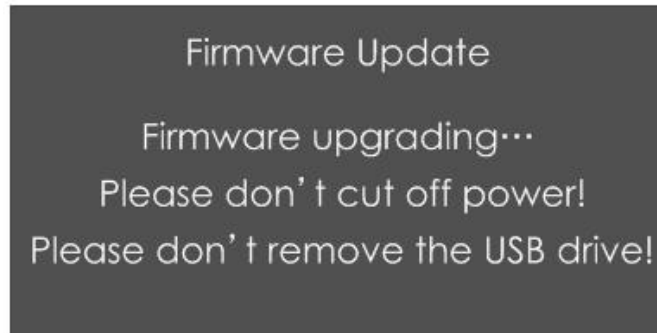 Firmware Update
Firmware upgrading···
Please don’t cut off power!
Please don’t remove the USB drive!